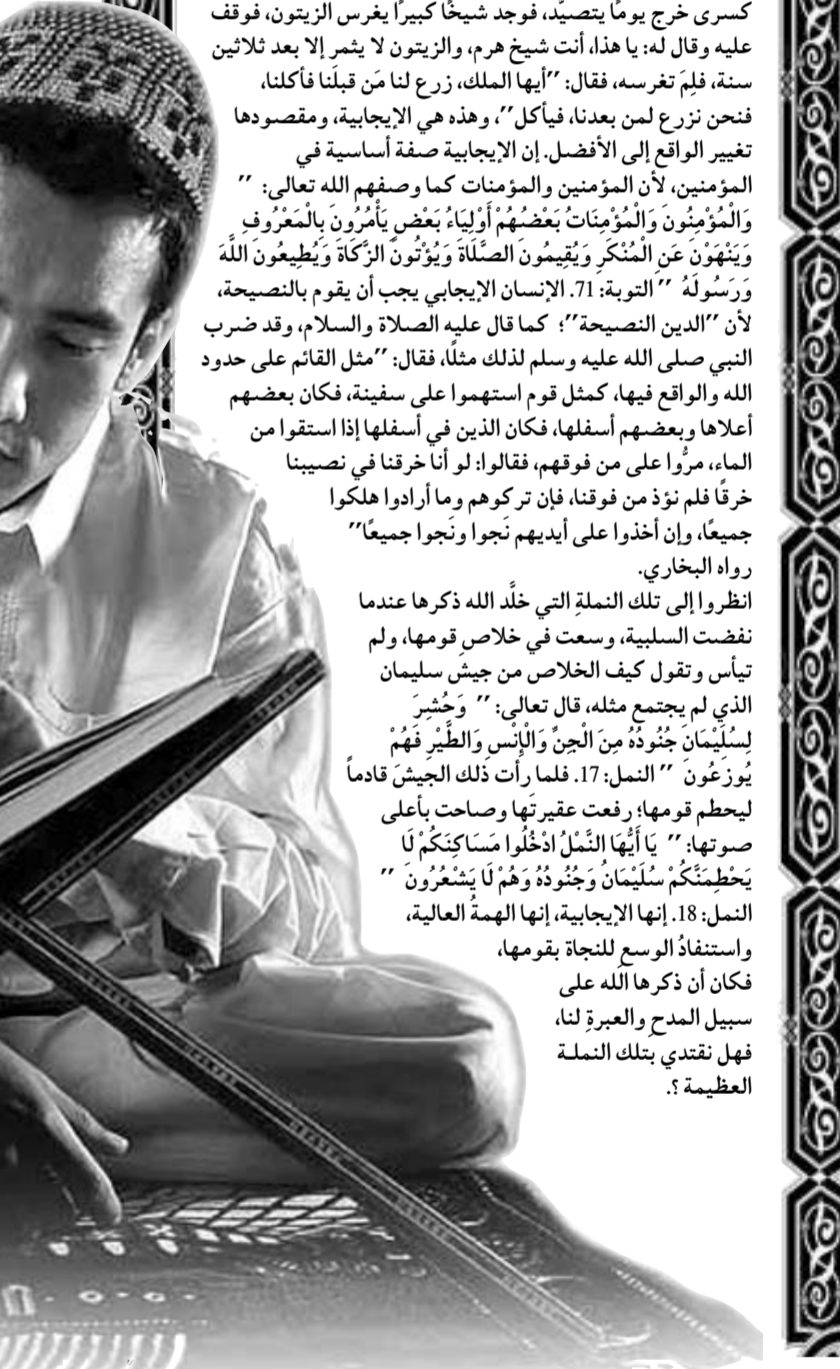 كسرى خرج يومًا يتصيّد، فوجد شيخًا كبيرًا يغرس الزيتون، فوقف
عليه وقال له: يا هذا، أنت شيخ هرم، والزيتون لا يثمر إلا بعد ثلاثين
سنة، فلِمَ تغرسه، فقال: ’’أيها الملك، زرع لنا مَن قبلَنا فأكلنا،
فنحن نزرع لمن بعدنا، فيأكل’’، وهذه هي الإيجابية، ومقصودها
تغيير الواقع إلى الأفضل. إن الإيجابية صفة أساسية في
المؤمنين، لأن المؤمنين والمؤمنات كما وصفهم الله تعالى: ’’
وَالْمُؤْمِنُونَ وَالْمُؤْمِنَاتُ بَعْضُهُمْ أَوْلِيَاءُ بَعْضٍ يَأْمُرُونَ بِالْمَعْرُوفِ
وَيَنْهَوْنَ عَنِ الْمُنْكَرِ وَيُقِيمُونَ الصَّلَاةَ وَيُؤْتُونَ الزَّكَاةَ وَيُطِيعُونَ اللَّهَ
وَرَسُولَهُ ’’ التوبة: 71. الإنسان الإيجابي يجب أن يقوم بالنصيحة،
لأن ’’الدين النصيحة’’؛ كما قال عليه الصلاة والسلام، وقد ضرب
النبي صلى الله عليه وسلم لذلك مثلًا، فقال: ’’مثل القائم على حدود
الله والواقع فيها، كمثل قوم استهموا على سفينة، فكان بعضهم
أعلاها وبعضهم أسفلها، فكان الذين في أسفلها إذا استقوا من
الماء، مرُّوا على من فوقهم، فقالوا: لو أنا خرقنا في نصيبنا
خرقًا فلم نؤذ من فوقنا، فإن تركوهم وما أرادوا هلكوا
جميعًا، وإن أخذوا على أيديهم نَجوا ونَجوا جميعًا’’
رواه البخاري.
انظروا إلى تلك النملةِ التي خلَّد الله ذكرها عندما
نفضت السلبية، وسعت في خلاصِ قومها، ولم
تيأس وتقول كيف الخلاص من جيش سليمان
الذي لم يجتمع مثله، قال تعالى: ’’ وَحُشِرَ
لِسُلَيْمَانَ جُنُودُهُ مِنَ الْجِنِّ وَالْإِنْسِ وَالطَّيْرِ فَهُمْ
يُوزَعُونَ ’’ النمل: 17. فلما رأت ذلك الجيشَ قادماً
ليحطم قومها؛ رفعت عقيرتَها وصاحت بأعلى
صوتها: ’’ يَا أَيُّهَا النَّمْلُ ادْخُلُوا مَسَاكِنَكُمْ لَا
يَحْطِمَنَّكُمْ سُلَيْمَانُ وَجُنُودُهُ وَهُمْ لَا يَشْعُرُونَ ’’
النمل: 18. إنها الإيجابية، إنها الهمةُ العالية،
واستنفادُ الوسعِ للنجاة بقومها،
فكان أن ذكرها الله على
سبيل المدحِ والعبرةِ لنا،
فهل نقتدي بتلك النملـة
العظيمة ؟.